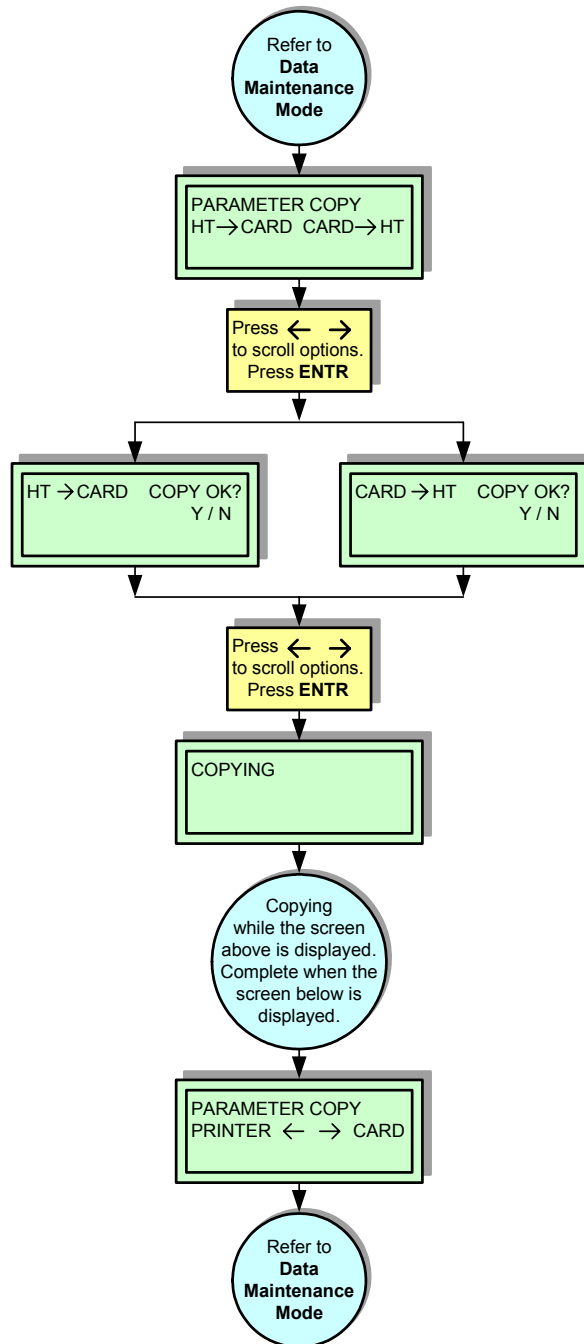 Refer to
Data
Maintenance
Mode
PARAMETER COPY
HT→CARD CARD→HT
Press ← →
to scroll options.
Press ENTR
HT →CARD COPY OK?
Y / N
CARD → HT COPY OK?
Y / N
Press ← →
to scroll options.
Press ENTR
COPYING
Copying
while the screen
above is displayed.
Complete when the
screen below is
displayed.
PARAMETER COPY
PRINTER ← → CARD
Refer to
Data
Maintenance
Mode